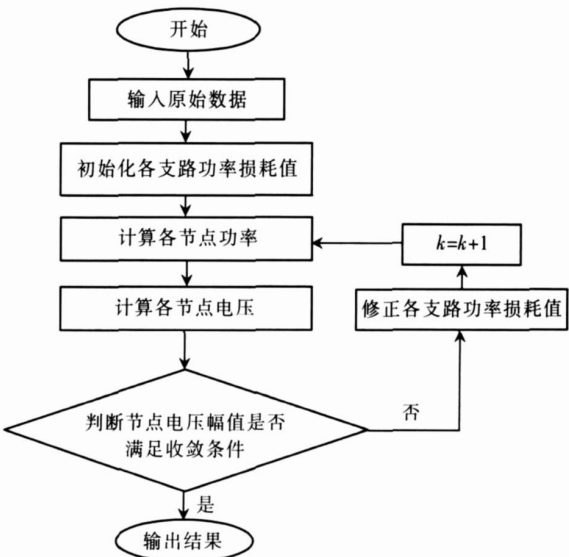 开始
输入原始数据
初始化各支路功率损耗值
计算各节点功率
k=k+1
计算各节点电压
修正各支路功率损耗值
判断节点电压幅值是否
满足收敛条件
否
是
输出结果